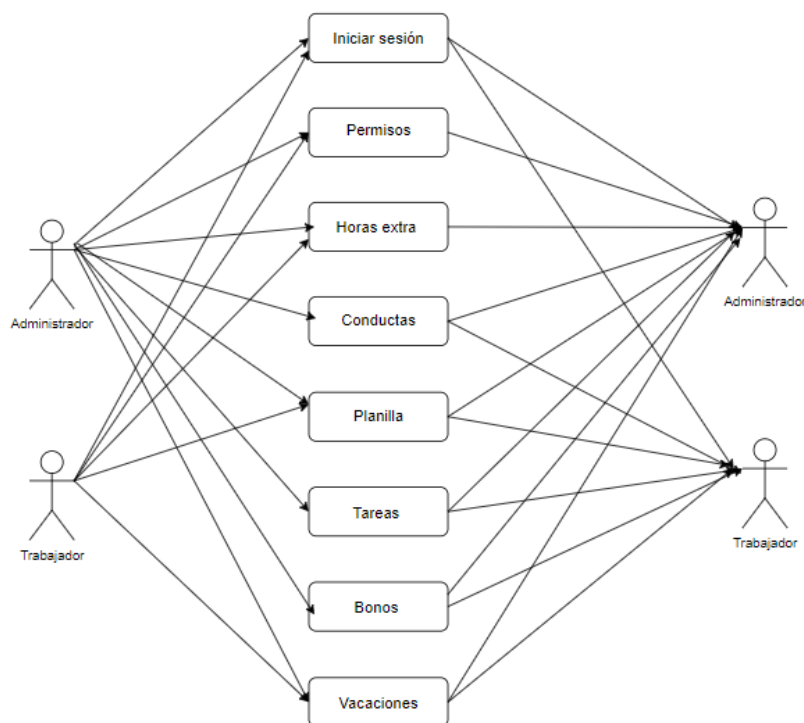 Iniciar sesión
Permisos
Horas extra
Administrador
Administrador
Conductas
Planilla
Tareas
Trabajador
Trabajador
Bonos
Vacaciones